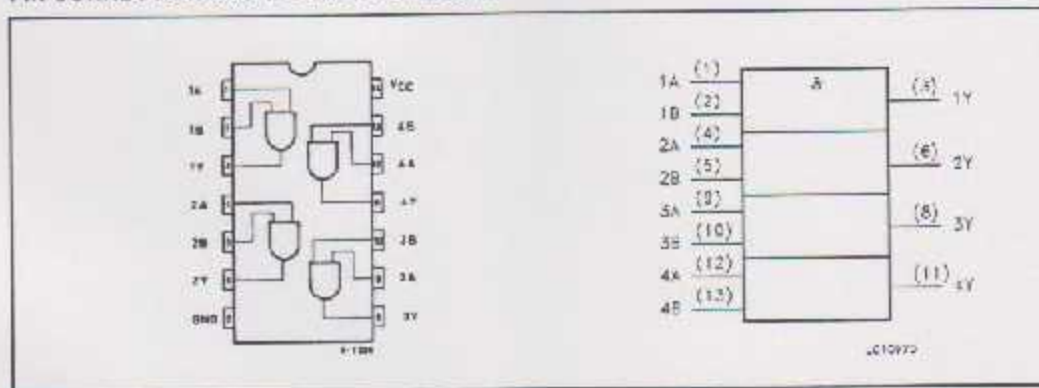 1A
1B
1Y
2A
2B
2Y
GND
VCC
4B
4A
4Y
3B
3A
3Y
1A (1)
1B (2)
2A (4)
2B (5)
3A (9)
3B (10)
4A (12)
4B (13)
&
(3) 1Y
(6) 2Y
(8) 3Y
(11) 4Y